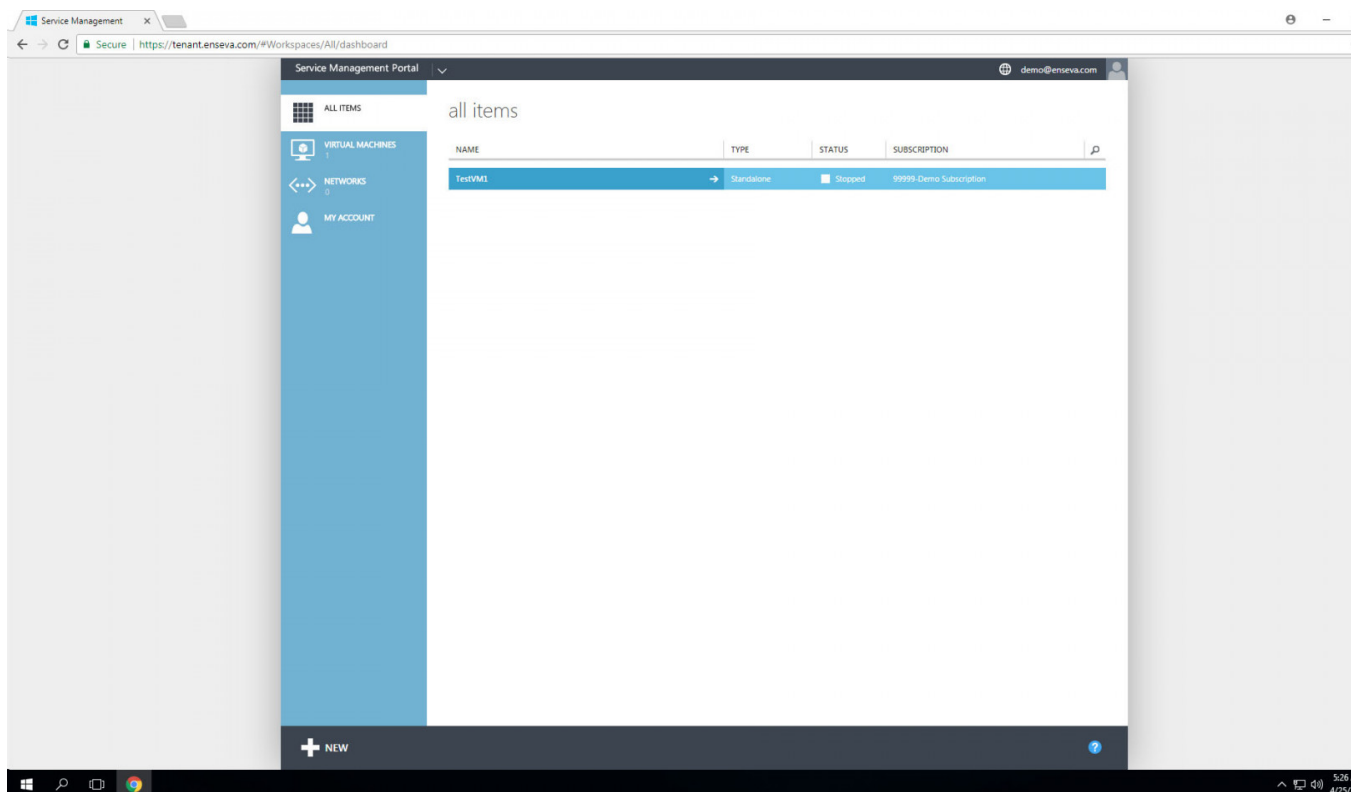 Service Management
Secure | https://tenant.enseva.com/#Workspaces/All/dashboard
Service Management Portal
demo@enseva.com
ALL ITEMS
VIRTUAL MACHINES
1
NETWORKS
0
MY ACCOUNT
all items
NAME TYPE STATUS SUBSCRIPTION
TestVM1 Standalone Stopped 99999-Demo Subscription
NEW
?
5:26
4/25/